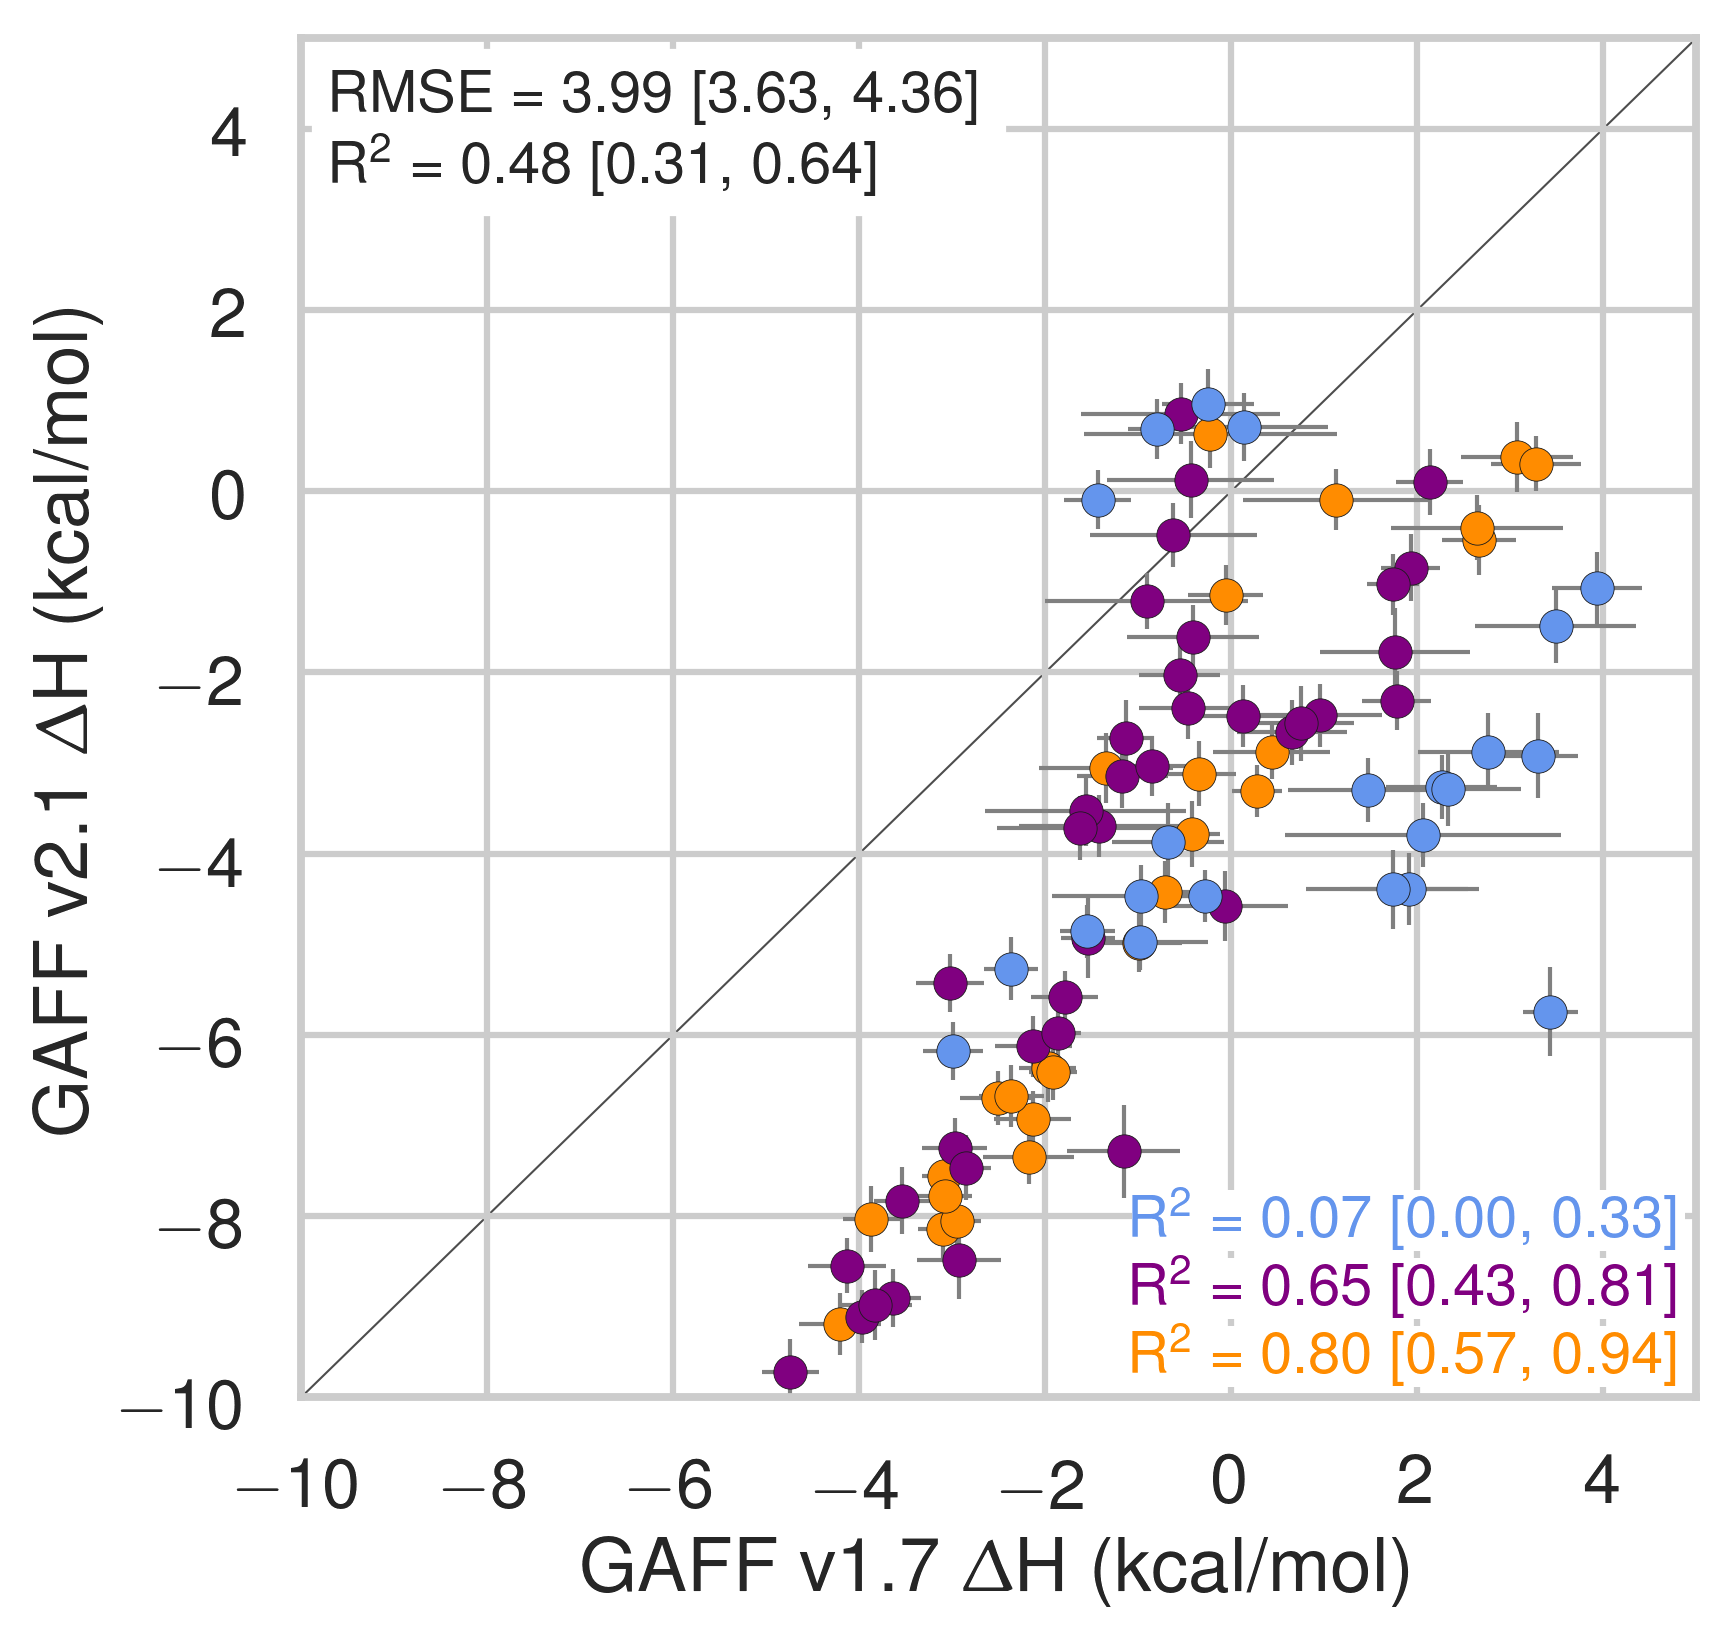 RMSE = 3.99 [3.63, 4.36]
R² = 0.48 [0.31, 0.64]
4
2
0
−2
−4
−6
−8
−10
GAFF v2.1 ΔH (kcal/mol)
R² = 0.07 [0.00, 0.33]
R² = 0.65 [0.43, 0.81]
R² = 0.80 [0.57, 0.94]
−10 −8 −6 −4 −2 0 2 4
GAFF v1.7 ΔH (kcal/mol)